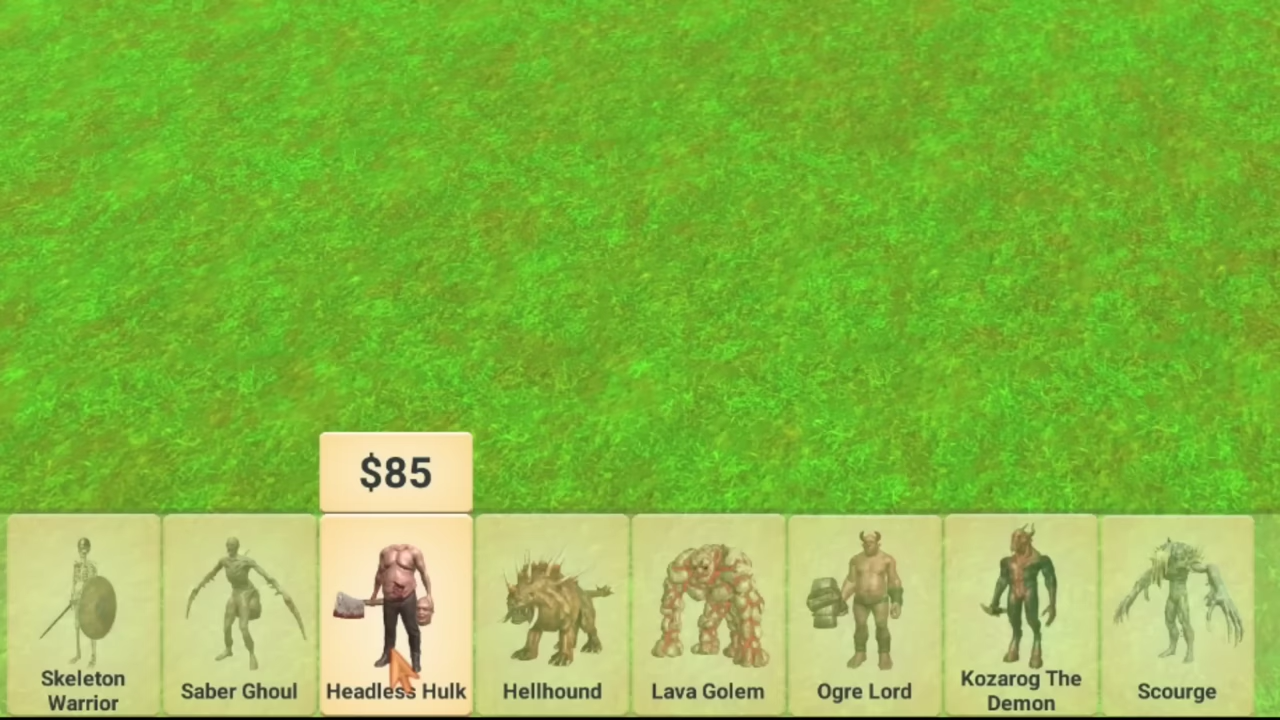 $85
Skeleton
Warrior
Saber Ghoul
Headless Hulk
Hellhound
Lava Golem
Ogre Lord
Kozarog The
Demon
Scourge